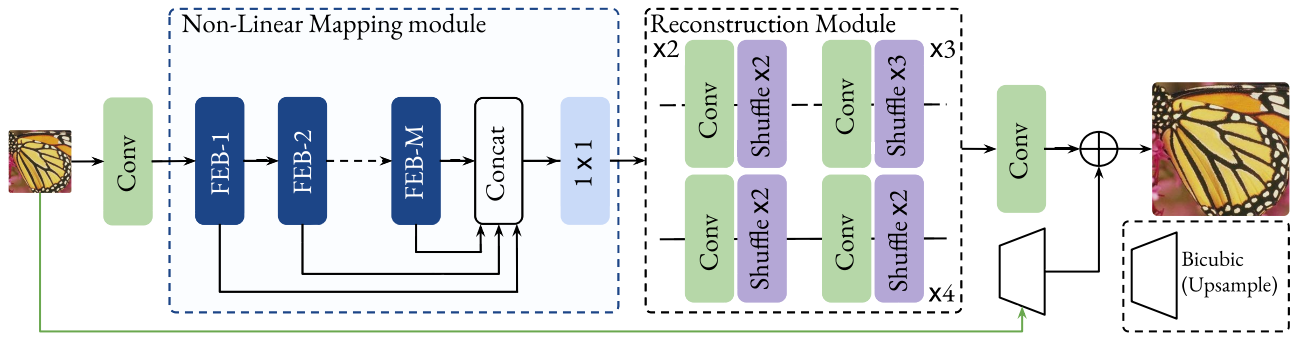 Non-Linear Mapping module
Reconstruction Module
x2
x3
Conv
Shuffle x2
Conv
Shuffle x3
Conv
FEB-1
FEB-2
FEB-M
Concat
1 x 1
Conv
Conv
Shuffle x2
Conv
Shuffle x2
x4
Bicubic
(Upsample)